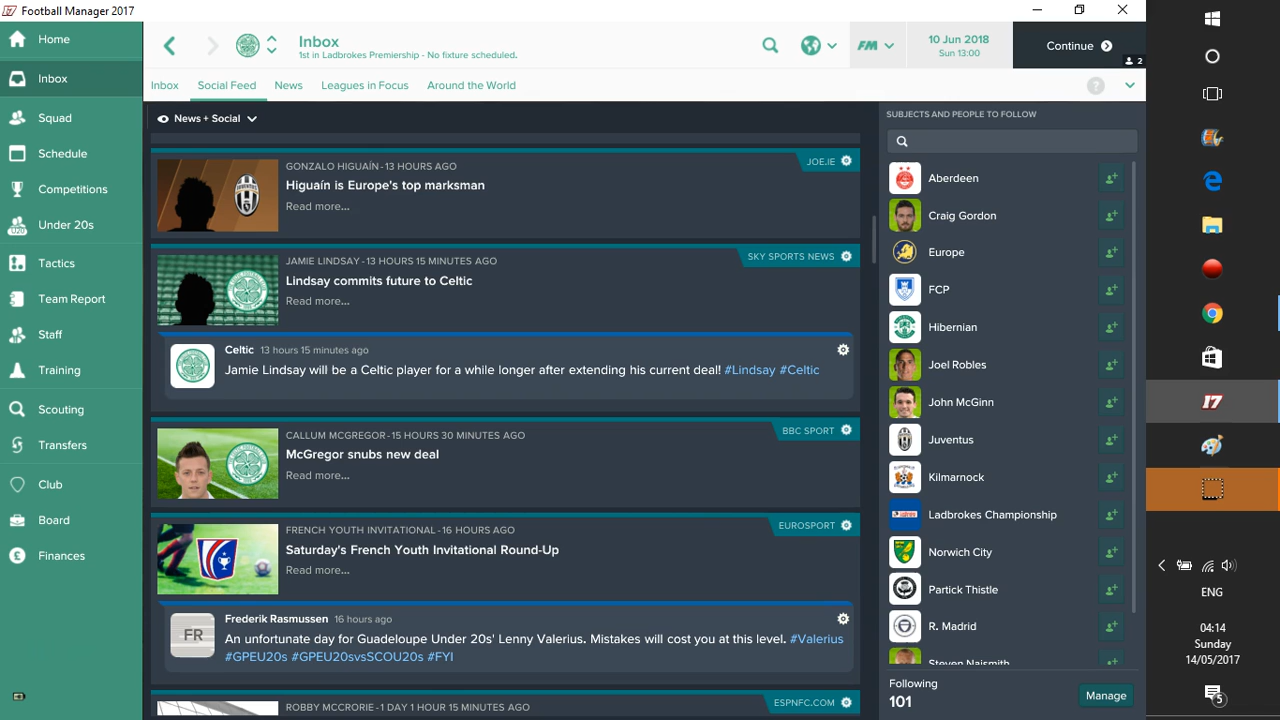 Football Manager 2017
Home
Inbox
Squad
Schedule
Competitions
Under 20s
Tactics
Team Report
Staff
Training
Scouting
Transfers
Club
Board
Finances
Inbox
1st in Ladbrokes Premiership - No fixture scheduled.
FM
10 Jun 2018
Sun 13:00
Continue
2
Inbox
Social Feed
News
Leagues in Focus
Around the World
?
News + Social
GONZALO HIGUAÍN - 13 HOURS AGO
JOE.IE
Higuaín is Europe's top marksman
Read more...
JAMIE LINDSAY - 13 HOURS 15 MINUTES AGO
SKY SPORTS NEWS
Lindsay commits future to Celtic
Read more...
Celtic 13 hours 15 minutes ago
Jamie Lindsay will be a Celtic player for a while longer after extending his current deal! #Lindsay #Celtic
CALLUM MCGREGOR - 15 HOURS 30 MINUTES AGO
BBC SPORT
McGregor snubs new deal
Read more...
FRENCH YOUTH INVITATIONAL - 16 HOURS AGO
EUROSPORT
Saturday's French Youth Invitational Round-Up
Read more...
FR
Frederik Rasmussen 16 hours ago
An unfortunate day for Guadeloupe Under 20s' Lenny Valerius. Mistakes will cost you at this level. #Valerius
#GPEU20s #GPEU20svsSCOU20s #FYI
ROBBY MCCRORIE - 1 DAY 1 HOUR 15 MINUTES AGO
ESPNFC.COM
SUBJECTS AND PEOPLE TO FOLLOW
Aberdeen
Craig Gordon
Europe
FCP
Hibernian
Joel Robles
John McGinn
Juventus
Kilmarnock
Ladbrokes Championship
Norwich City
Partick Thistle
R. Madrid
Steven Naismith
Following
101
Manage
17
ENG
04:14
Sunday
14/05/2017
5